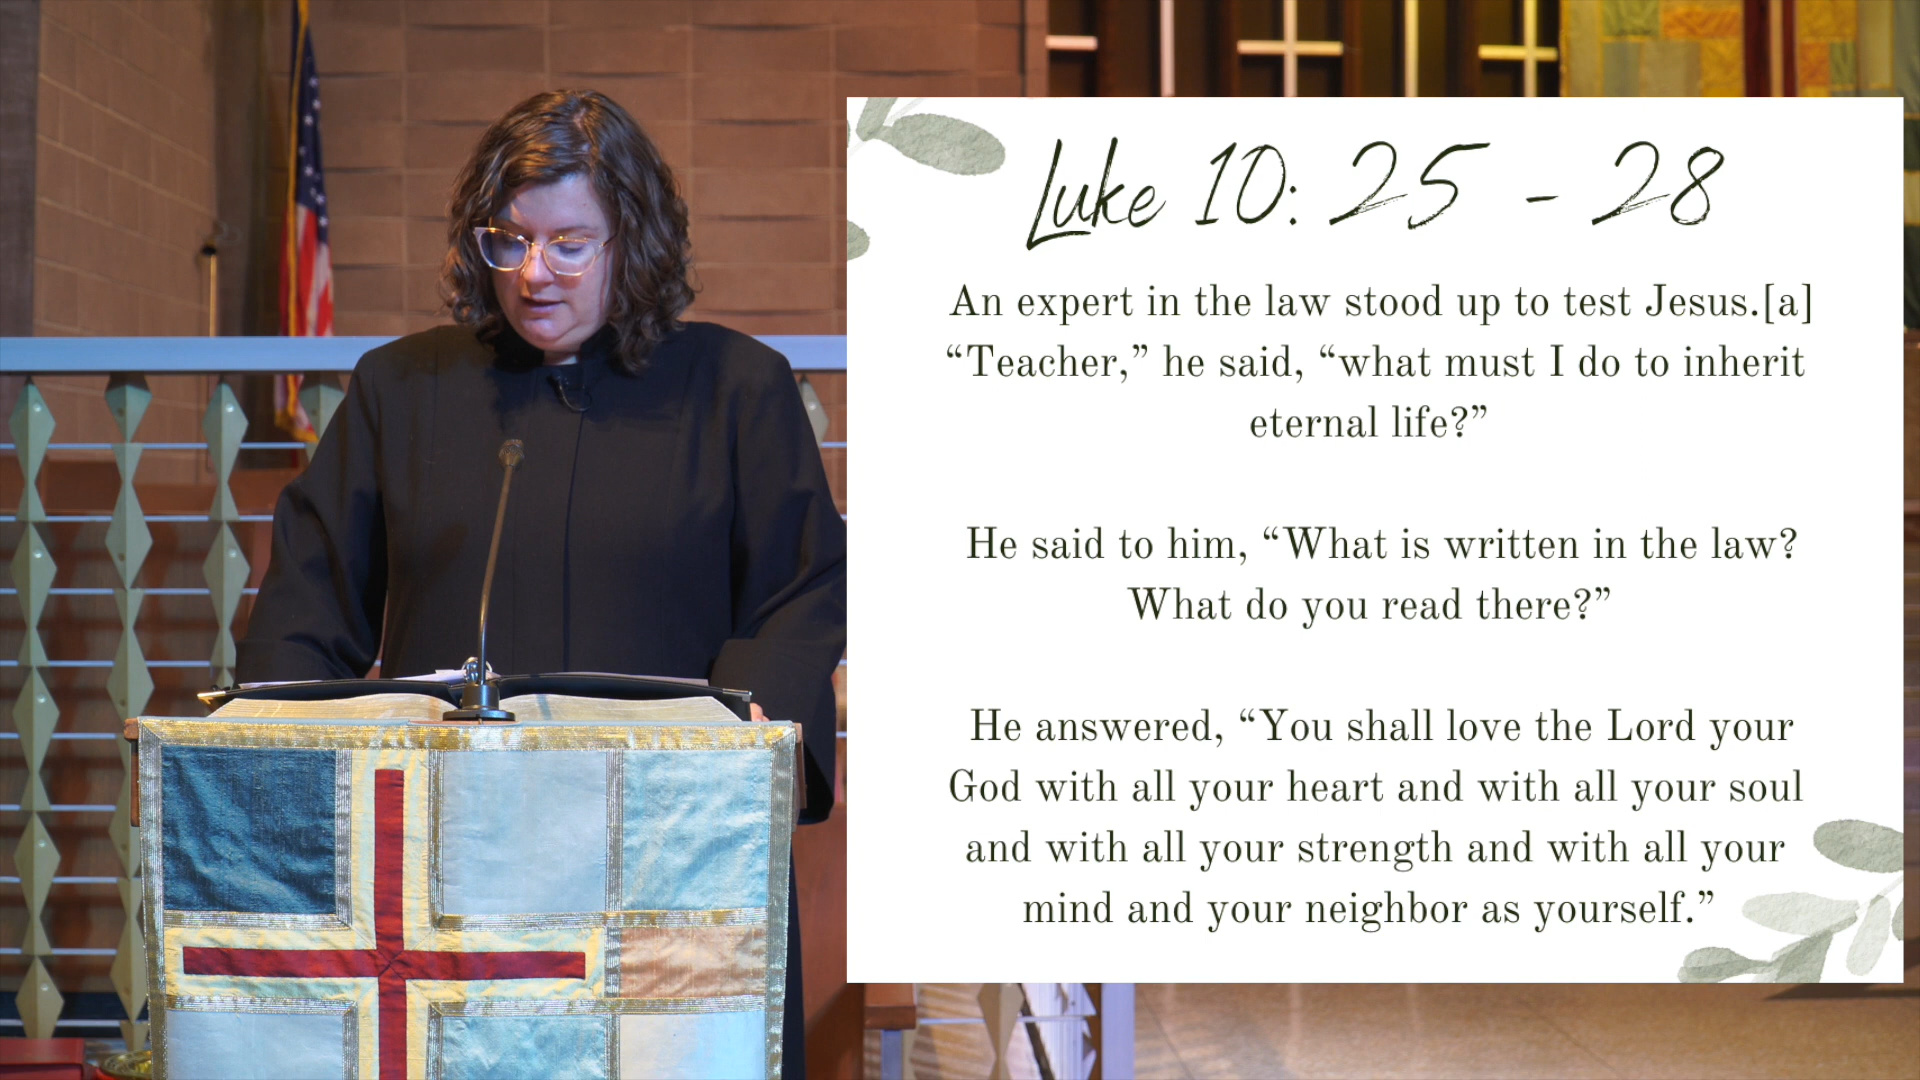 Luke 10: 25 - 28
An expert in the law stood up to test Jesus.[a]
“Teacher,” he said, “what must I do to inherit
eternal life?”
He said to him, “What is written in the law?
What do you read there?”
He answered, “You shall love the Lord your
God with all your heart and with all your soul
and with all your strength and with all your
mind and your neighbor as yourself.”